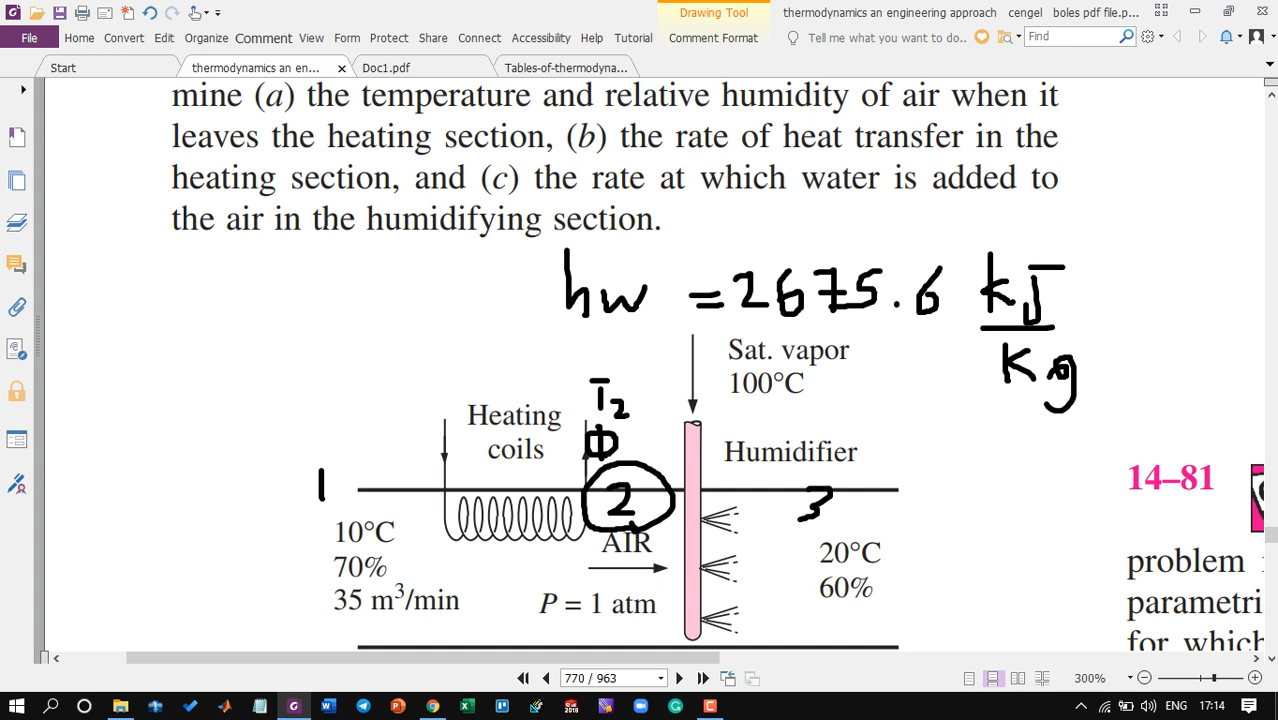 Drawing Tool
thermodynamics an engineering approach cengel boles pdf file.p...
File Home Convert Edit Organize Comment View Form Protect Share Connect Accessibility Help Tutorial Comment Format Tell me what you want to do.. Find
Start thermodynamics an en... Doc1.pdf Tables-of-thermodyna...
mine (a) the temperature and relative humidity of air when it
leaves the heating section, (b) the rate of heat transfer in the
heating section, and (c) the rate at which water is added to
the air in the humidifying section.
hw = 2675.6 kJ
Kg
Sat. vapor
100°C
T2
Φ
Heating
coils
Humidifier
1
2
3
10°C
70%
35 m³/min
AIR
P = 1 atm
20°C
60%
14–81
problem
parametri
for which
770 / 963
300%
ENG 17:14